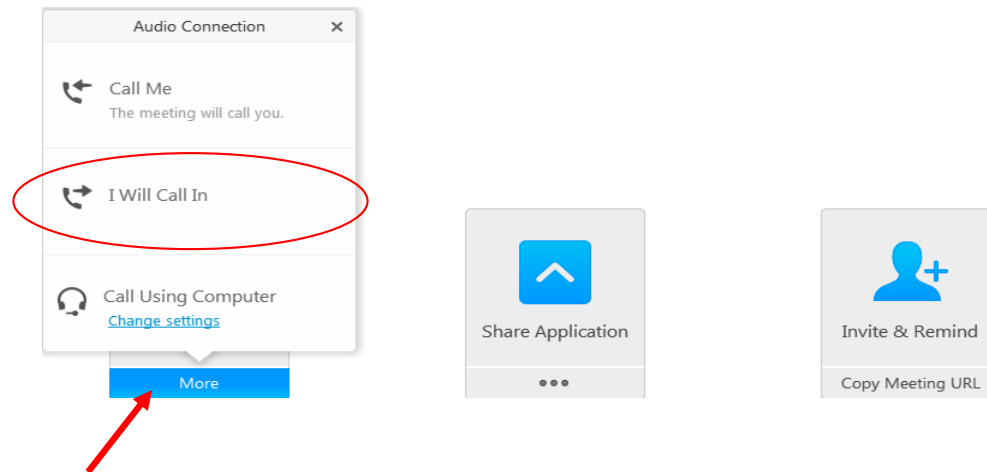 Audio Connection
Call Me
The meeting will call you.
I Will Call In
Call Using Computer
Change settings
More
Share Application
Invite & Remind
Copy Meeting URL